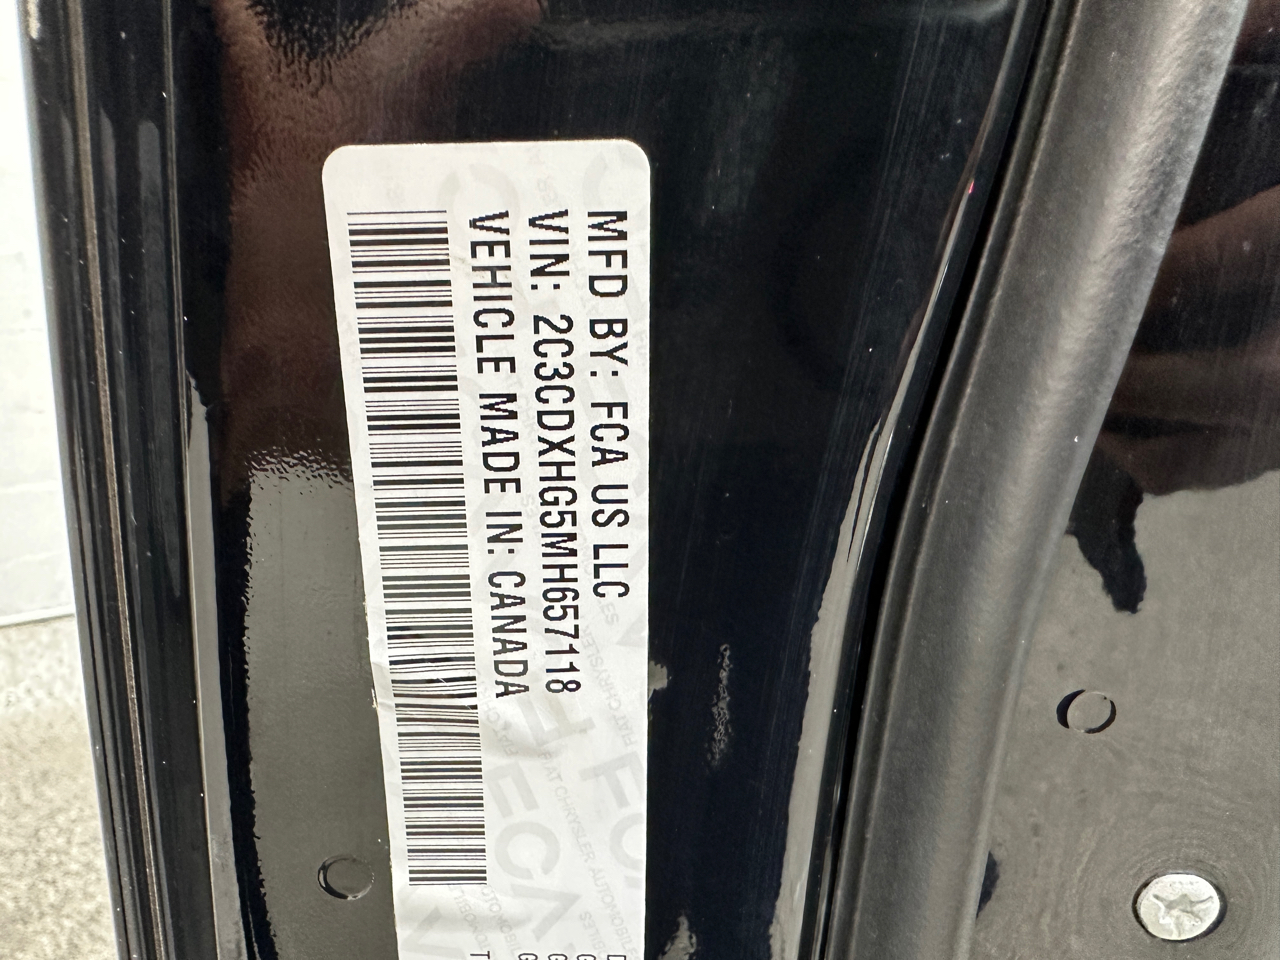 MFD BY: FCA US LLC
VIN: 2C3CDXHG5MH657118
VEHICLE MADE IN: CANADA